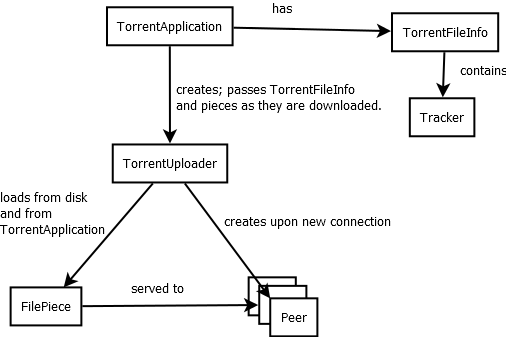 has
TorrentApplication
TorrentFileInfo
contains
creates; passes TorrentFileInfo
and pieces as they are downloaded.
Tracker
TorrentUploader
loads from disk
and from
TorrentApplication
creates upon new connection
served to
FilePiece
Peer